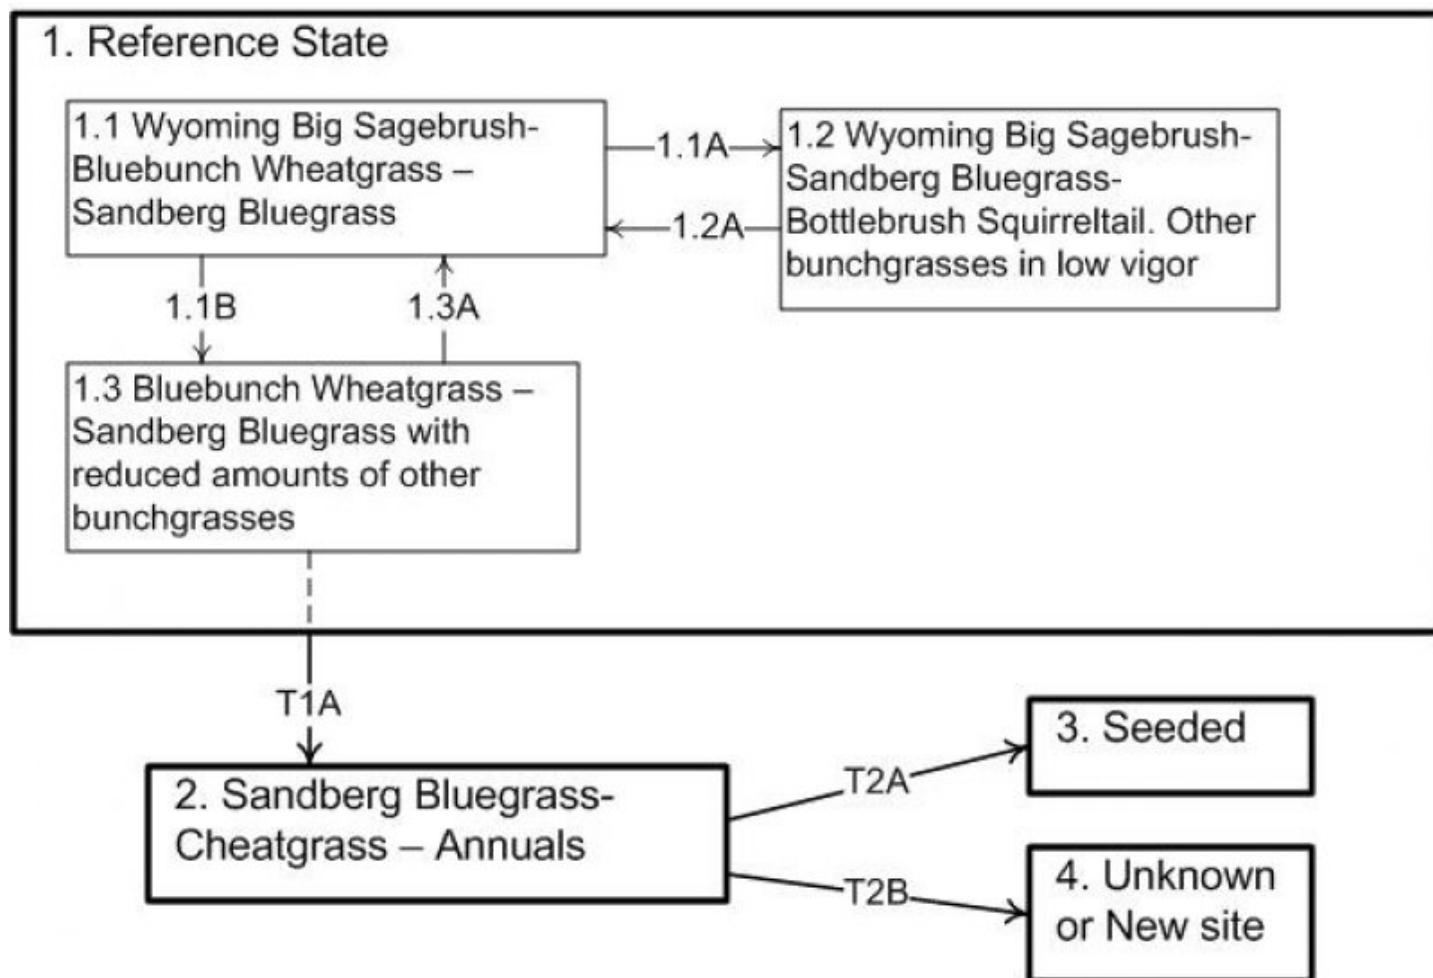 1. Reference State
1.1 Wyoming Big Sagebrush-
Bluebunch Wheatgrass –
Sandberg Bluegrass
1.1A
1.2A
1.2 Wyoming Big Sagebrush-
Sandberg Bluegrass-
Bottlebrush Squirreltail. Other
bunchgrasses in low vigor
1.1B
1.3A
1.3 Bluebunch Wheatgrass –
Sandberg Bluegrass with
reduced amounts of other
bunchgrasses
T1A
2. Sandberg Bluegrass-
Cheatgrass – Annuals
T2A
3. Seeded
T2B
4. Unknown
or New site